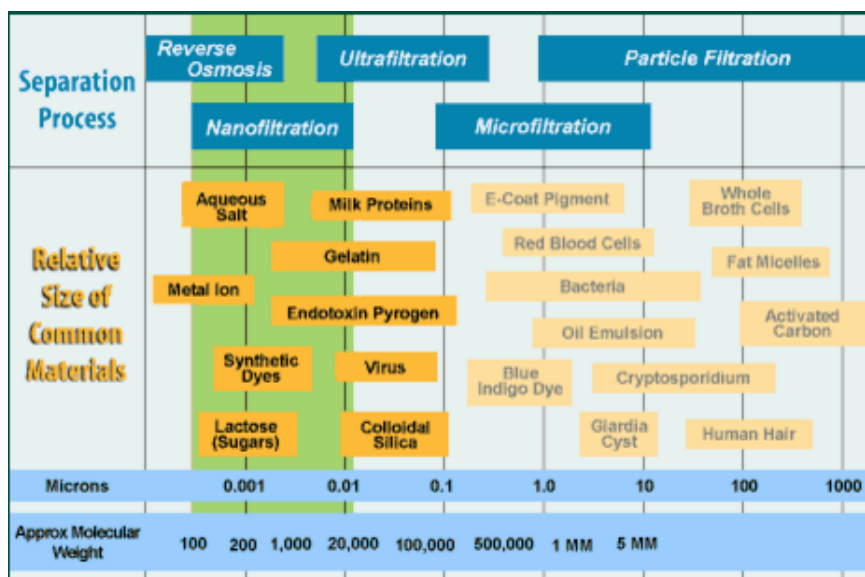 Reverse
Osmosis
Ultrafiltration
Particle Filtration
Separation
Process
Nanofiltration
Microfiltration
Aqueous
Salt
Milk Proteins
E-Coat Pigment
Whole
Broth Cells
Red Blood Cells
Gelatin
Fat Micelles
Relative
Size of
Common
Materials
Metal Ion
Bacteria
Endotoxin Pyrogen
Activated
Carbon
Oil Emulsion
Synthetic
Dyes
Virus
Blue
Indigo Dye
Cryptosporidium
Lactose
(Sugars)
Colloidal
Silica
Giardia
Cyst
Human Hair
Microns 0.001 0.01 0.1 1.0 10 100 1000
Approx Molecular
Weight
100 200 1,000 20,000 100,000 500,000 1 MM 5 MM